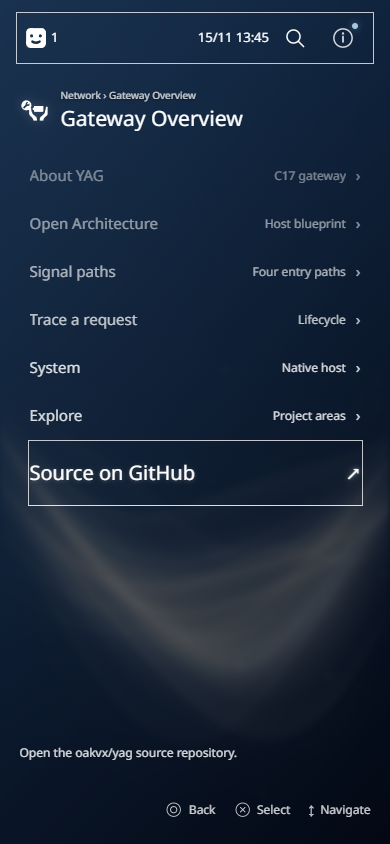 1 15/11 13:45
Network › Gateway Overview
Gateway Overview
About YAG C17 gateway ›
Open Architecture Host blueprint ›
Signal paths Four entry paths ›
Trace a request Lifecycle ›
System Native host ›
Explore Project areas ›
Source on GitHub ↗
Open the oakvx/yag source repository.
Back Select Navigate